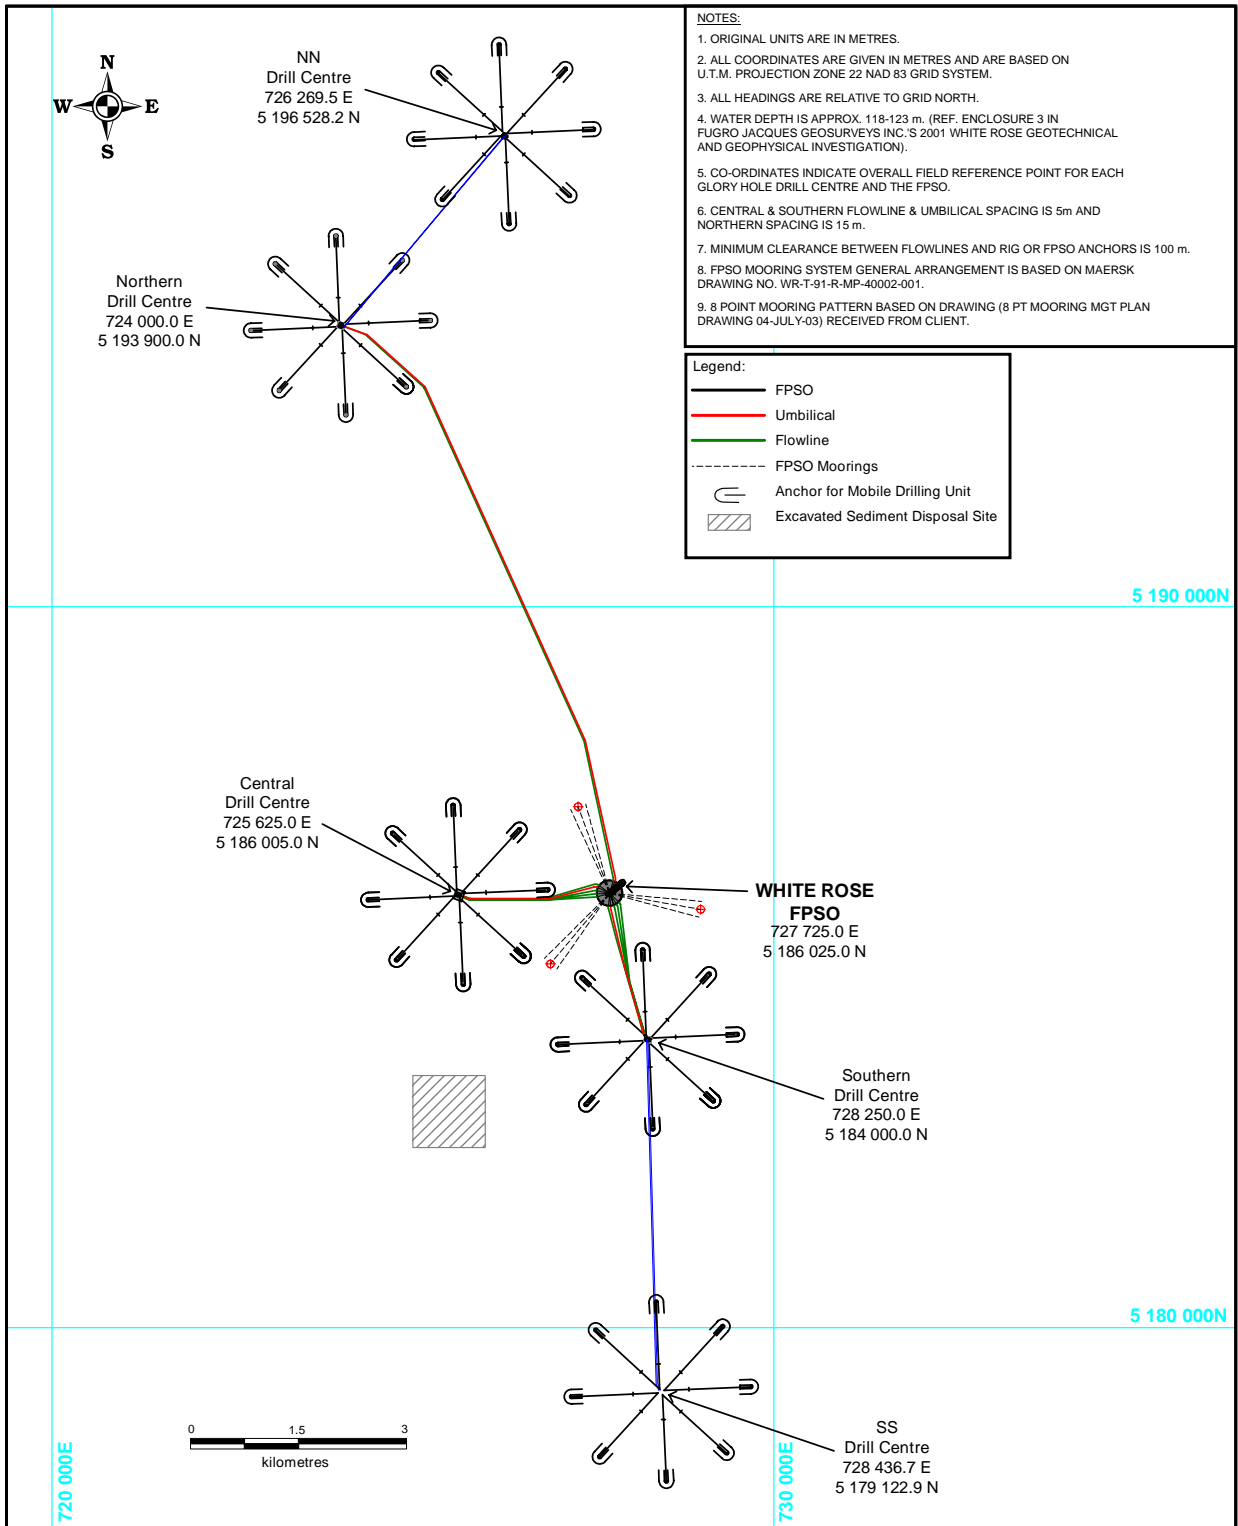 N
W
E
S
NN
Drill Centre
726 269.5 E
5 196 528.2 N
Northern
Drill Centre
724 000.0 E
5 193 900.0 N
NOTES:
1. ORIGINAL UNITS ARE IN METRES.
2. ALL COORDINATES ARE GIVEN IN METRES AND ARE BASED ON
U.T.M. PROJECTION ZONE 22 NAD 83 GRID SYSTEM.
3. ALL HEADINGS ARE RELATIVE TO GRID NORTH.
4. WATER DEPTH IS APPROX. 118-123 m. (REF. ENCLOSURE 3 IN
FUGRO JACQUES GEOSURVEYS INC.'S 2001 WHITE ROSE GEOTECHNICAL
AND GEOPHYSICAL INVESTIGATION).
5. CO-ORDINATES INDICATE OVERALL FIELD REFERENCE POINT FOR EACH
GLORY HOLE DRILL CENTRE AND THE FPSO.
6. CENTRAL & SOUTHERN FLOWLINE & UMBILICAL SPACING IS 5m AND
NORTHERN SPACING IS 15 m.
7. MINIMUM CLEARANCE BETWEEN FLOWLINES AND RIG OR FPSO ANCHORS IS 100 m.
8. FPSO MOORING SYSTEM GENERAL ARRANGEMENT IS BASED ON MAERSK
DRAWING NO. WR-T-91-R-MP-40002-001.
9. 8 POINT MOORING PATTERN BASED ON DRAWING (8 PT MOORING MGT PLAN
DRAWING 04-JULY-03) RECEIVED FROM CLIENT.
Legend:
FPSO
Umbilical
Flowline
FPSO Moorings
Anchor for Mobile Drilling Unit
Excavated Sediment Disposal Site
5 190 000N
Central
Drill Centre
725 625.0 E
5 186 005.0 N
WHITE ROSE
FPSO
727 725.0 E
5 186 025.0 N
Southern
Drill Centre
728 250.0 E
5 184 000.0 N
5 180 000N
SS
Drill Centre
728 436.7 E
5 179 122.9 N
0 1.5 3
kilometres
720 000E
730 000E